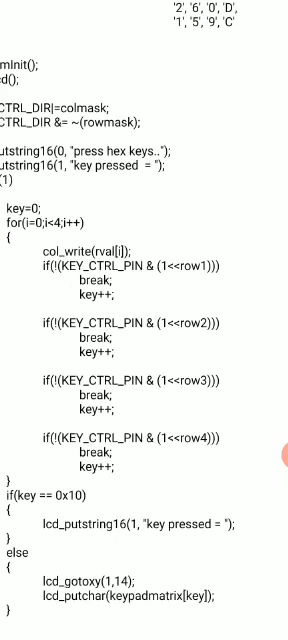 '2', '6', '0', 'D',
'1', '5', '9', 'C'
mInit();
cd();
CTRL_DIR|=colmask;
CTRL_DIR &= ~(rowmask);
utstring16(0, "press hex keys..");
utstring16(1, "key pressed  = ");
(1)
key=0;
for(i=0;i<4;i++)
{
col_write(rval[i]);
if(!(KEY_CTRL_PIN & (1<<row1)))
break;
key++;
if(!(KEY_CTRL_PIN & (1<<row2)))
break;
key++;
if(!(KEY_CTRL_PIN & (1<<row3)))
break;
key++;
if(!(KEY_CTRL_PIN & (1<<row4)))
break;
key++;
}
if(key == 0x10)
{
lcd_putstring16(1, "key pressed = ");
}
else
{
lcd_gotoxy(1,14);
lcd_putchar(keypadmatrix[key]);
}